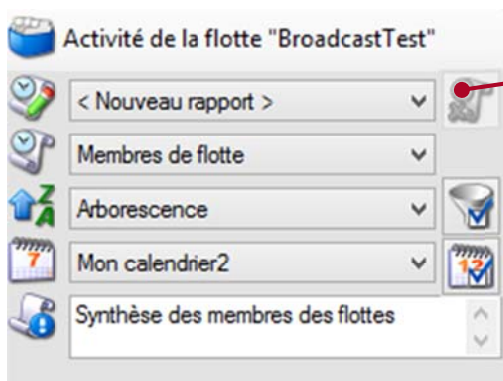 Activité de la flotte "BroadcastTest"
< Nouveau rapport >
Membres de flotte
Arborescence
Mon calendrier2
Synthèse des membres des flottes